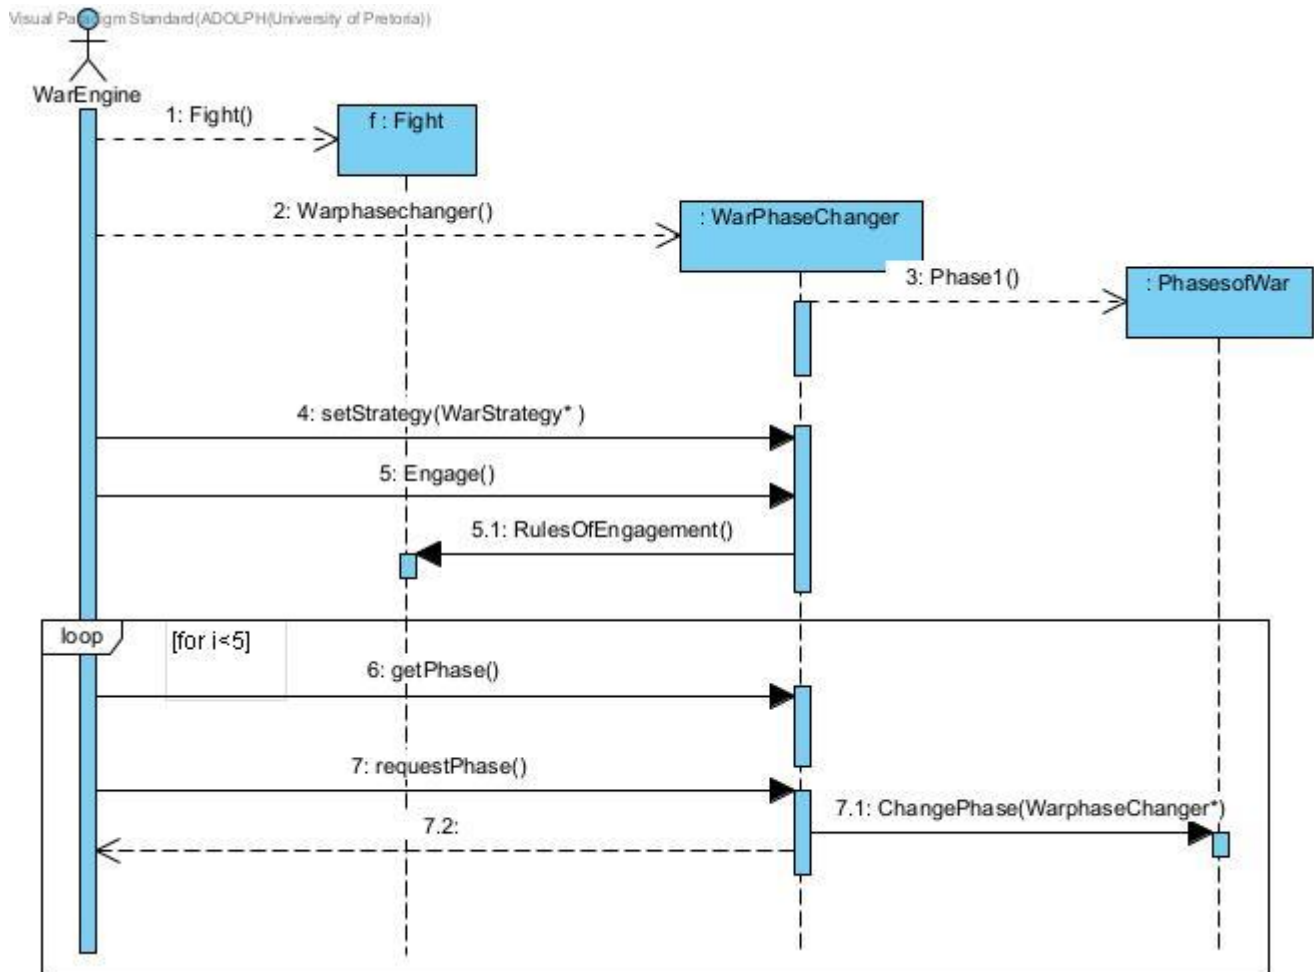 Visual Paradigm Standard(ADOLPH(University of Pretoria))
WarEngine
1: Fight()
f : Fight
2: Warphasechanger()
: WarPhaseChanger
3: Phase1()
: PhasesofWar
4: setStrategy(WarStrategy* )
5: Engage()
5.1: RulesOfEngagement()
loop
[for i<5]
6: getPhase()
7: requestPhase()
7.1: ChangePhase(WarphaseChanger*)
7.2: